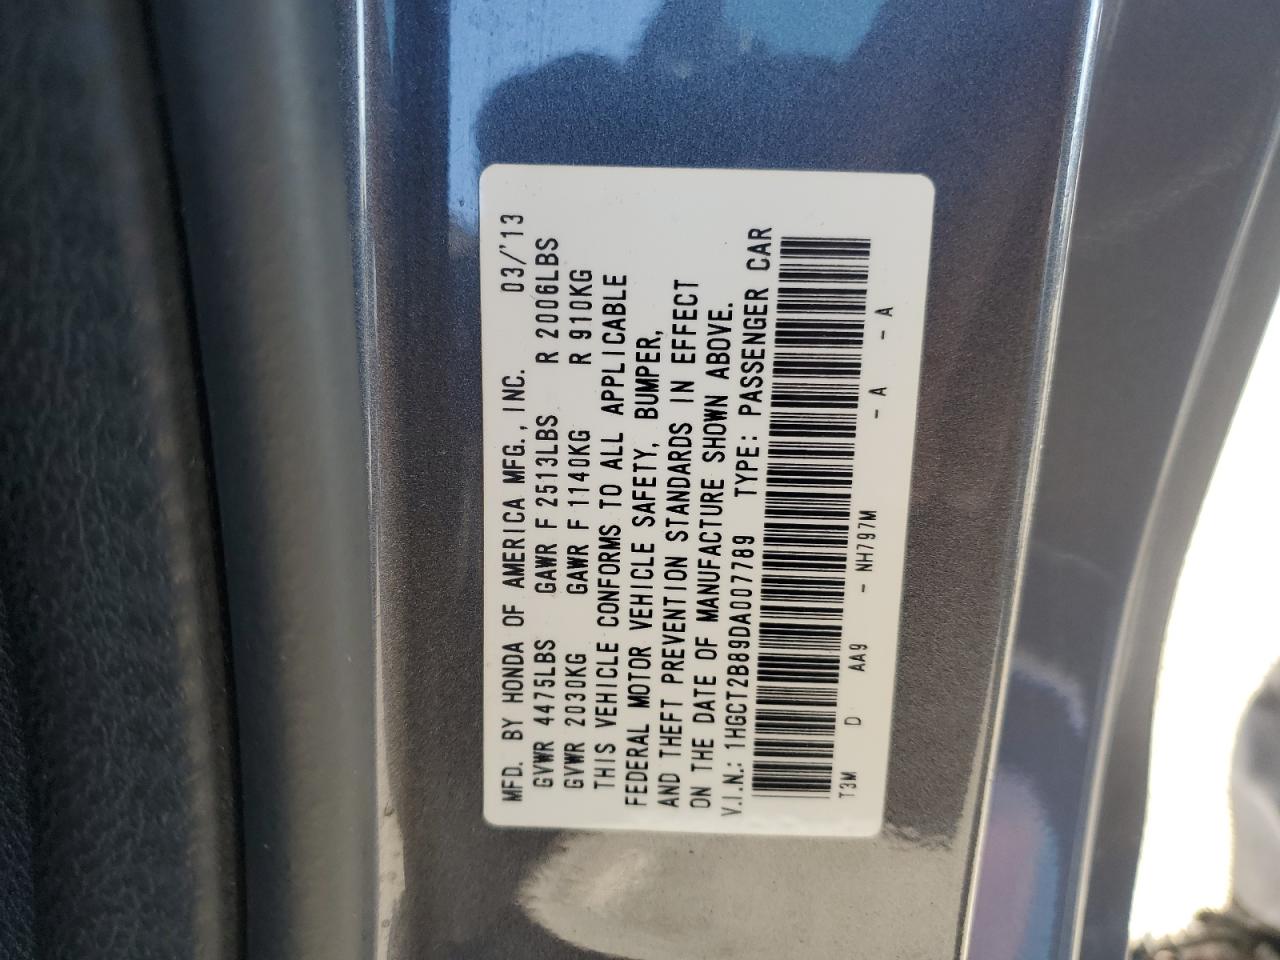 MFD. BY HONDA OF AMERICA MFG., INC. 03/'13
GVWR 4475LBS GAWR F 2513LBS R 2006LBS
GVWR 2030KG GAWR F 1140KG R 910KG
THIS VEHICLE CONFORMS TO ALL APPLICABLE
FEDERAL MOTOR VEHICLE SAFETY, BUMPER,
AND THEFT PREVENTION STANDARDS IN EFFECT
ON THE DATE OF MANUFACTURE SHOWN ABOVE.
V.I.N.: 1HGCT2B89DA007789 TYPE: PASSENGER CAR
T3M D AA9 - NH797M - A - A